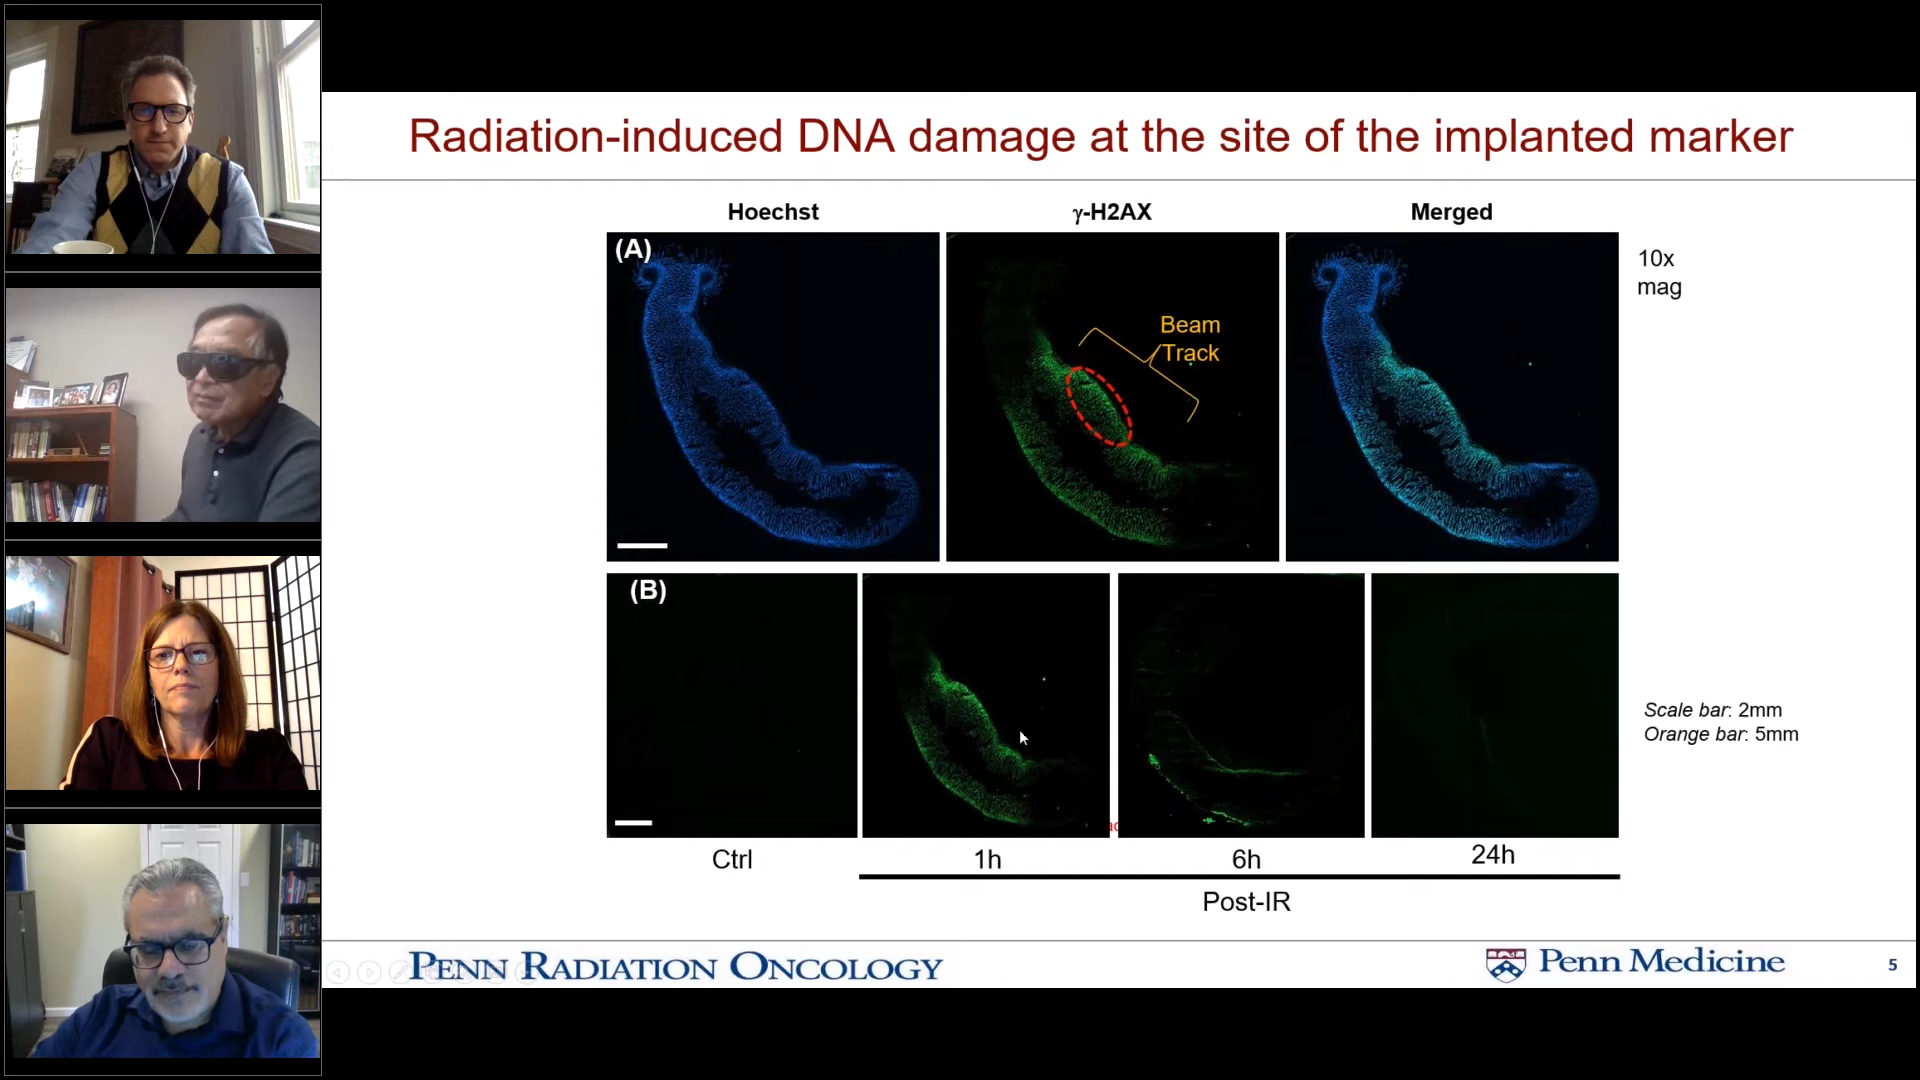 Radiation-induced DNA damage at the site of the implanted marker
Hoechst
γ-H2AX
Merged
(A)
Beam
Track
10x
mag
(B)
Scale bar: 2mm
Orange bar: 5mm
Ctrl
1h
6h
24h
Post-IR
PENN RADIATION ONCOLOGY
Penn Medicine
5